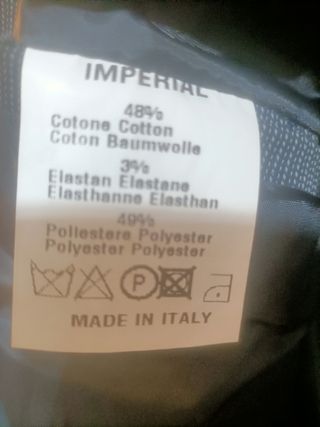 IMPERIAL
48%
Cotone Cotton
Coton Baumwolle
3%
Elastan Elastane
Elasthanne Elasthan
49%
Poliestere Polyester
Polyester Polyester
P
MADE IN ITALY